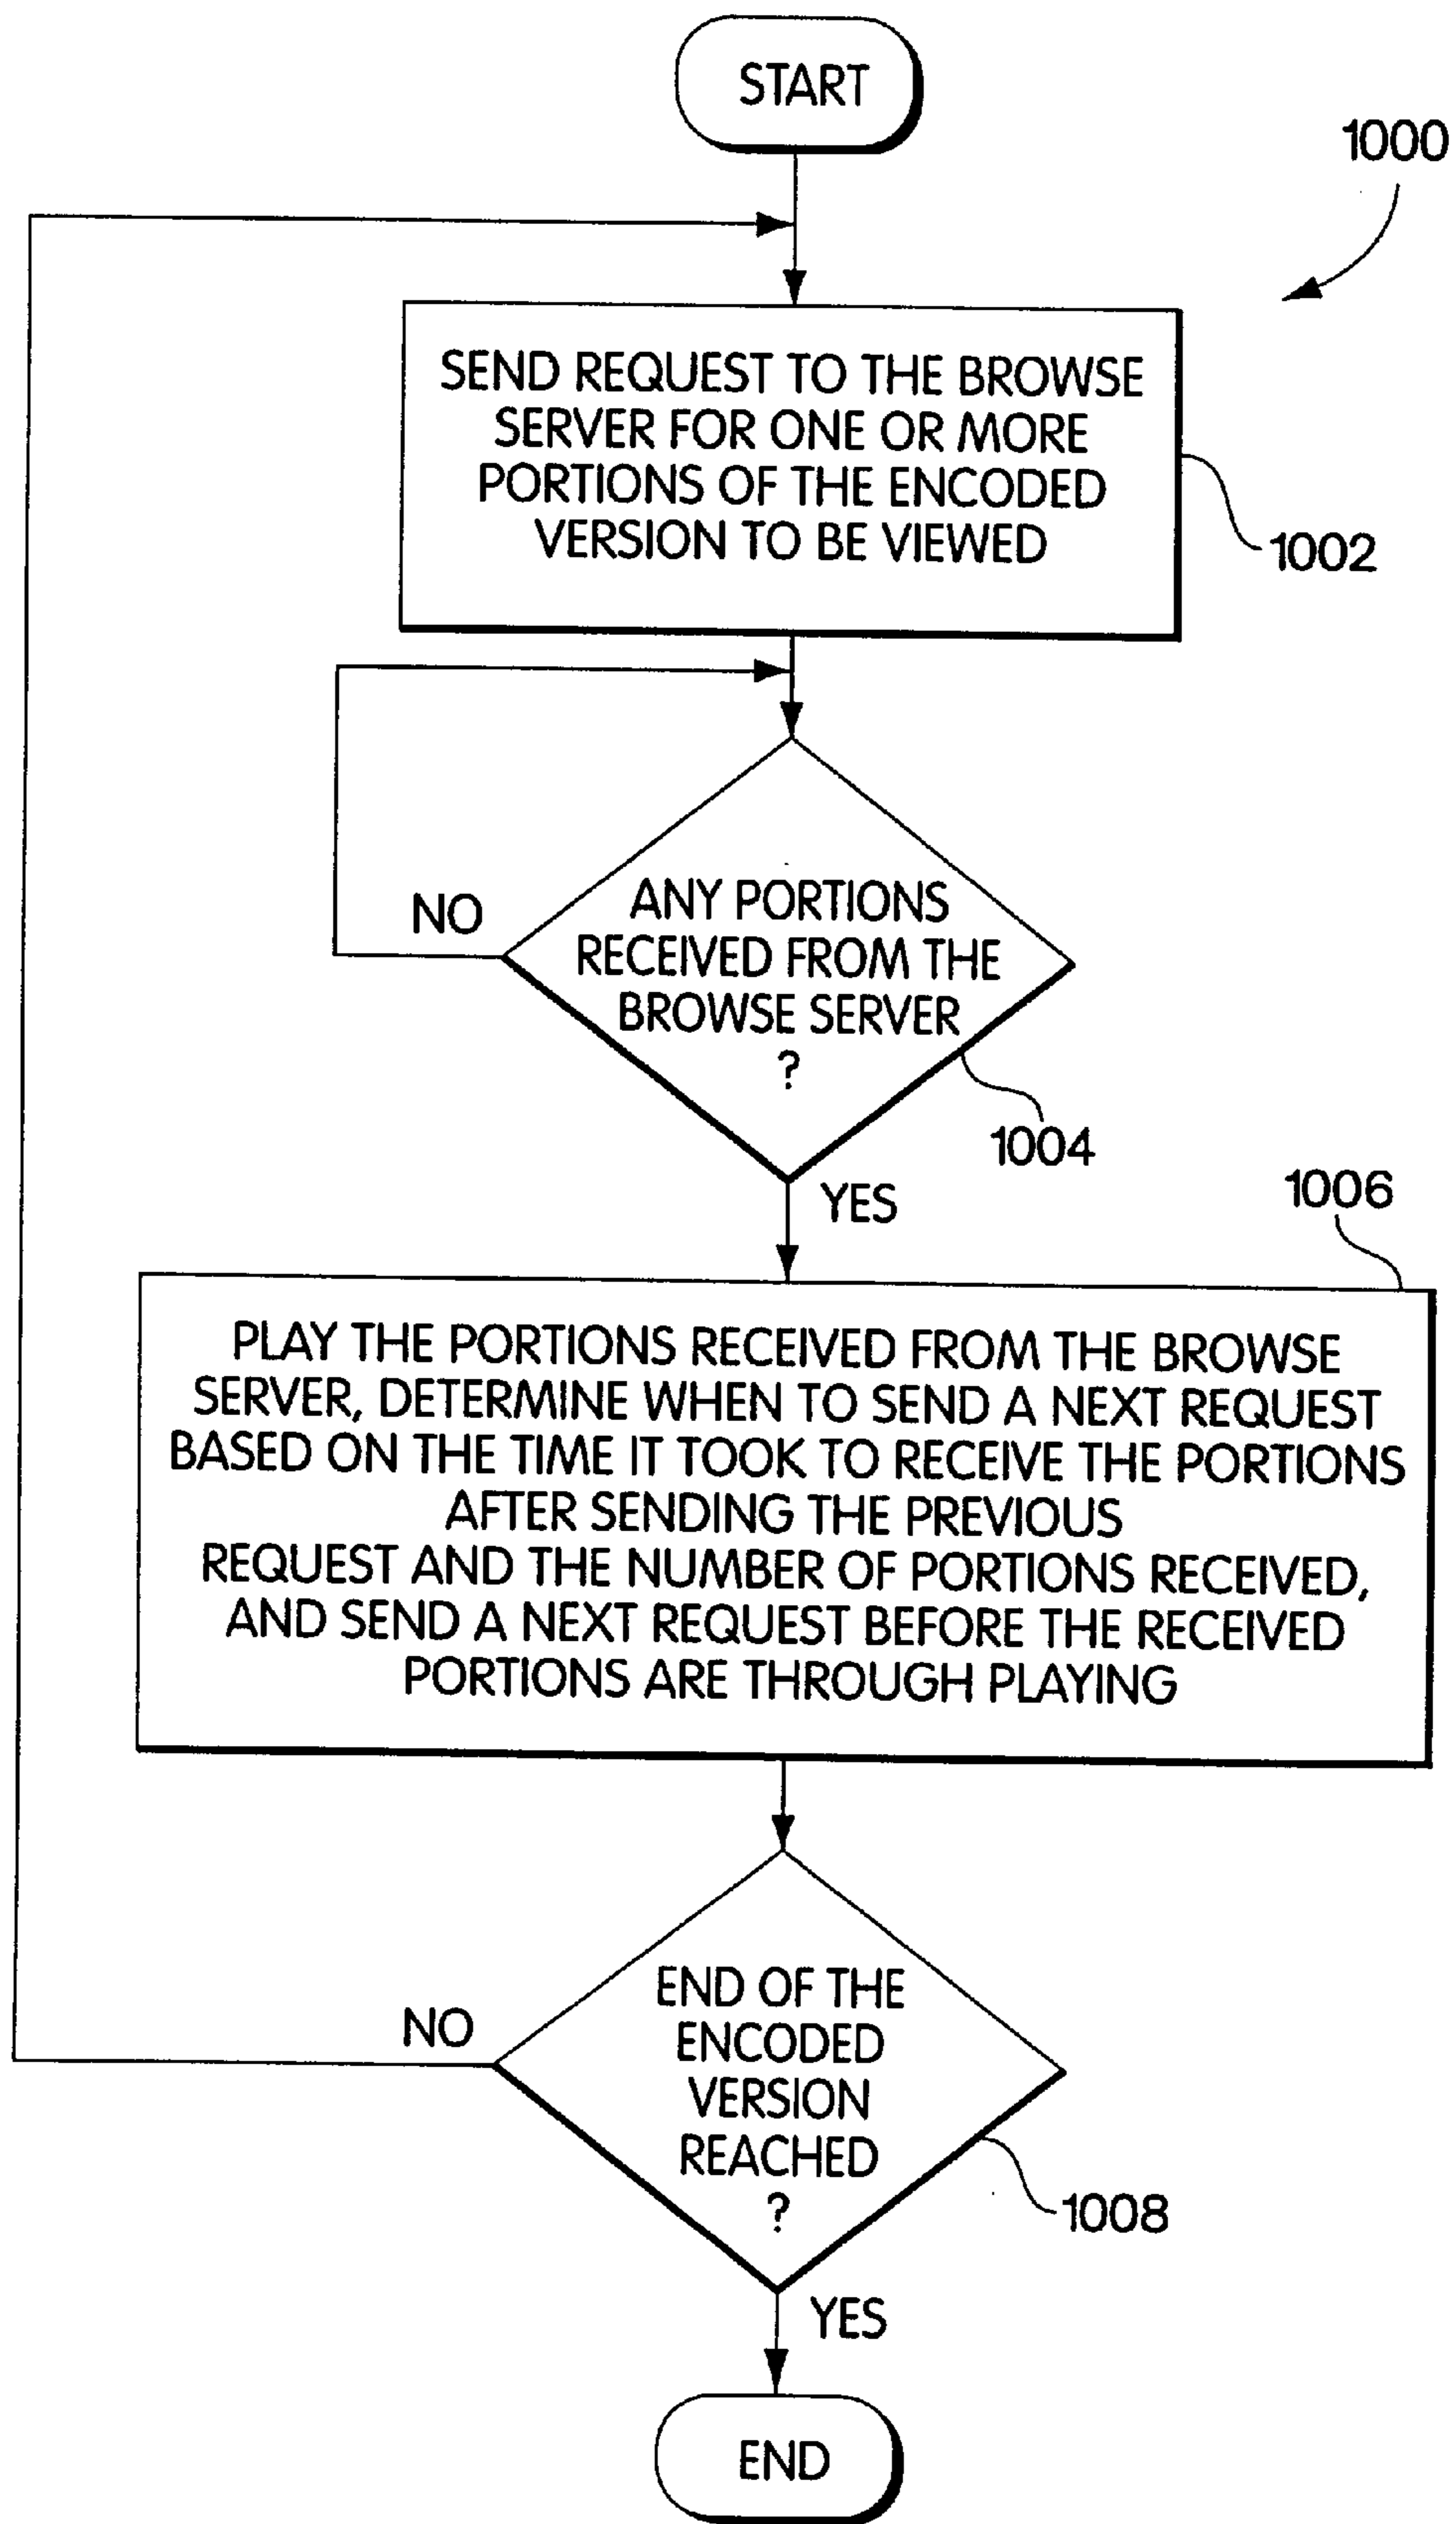 START
1000
SEND REQUEST TO THE BROWSE
SERVER FOR ONE OR MORE
PORTIONS OF THE ENCODED
VERSION TO BE VIEWED
1002
NO
ANY PORTIONS
RECEIVED FROM THE
BROWSE SERVER
?
1004
YES
1006
PLAY THE PORTIONS RECEIVED FROM THE BROWSE
SERVER, DETERMINE WHEN TO SEND A NEXT REQUEST
BASED ON THE TIME IT TOOK TO RECEIVE THE PORTIONS
AFTER SENDING THE PREVIOUS
REQUEST AND THE NUMBER OF PORTIONS RECEIVED,
AND SEND A NEXT REQUEST BEFORE THE RECEIVED
PORTIONS ARE THROUGH PLAYING
NO
END OF THE
ENCODED
VERSION
REACHED
?
1008
YES
END